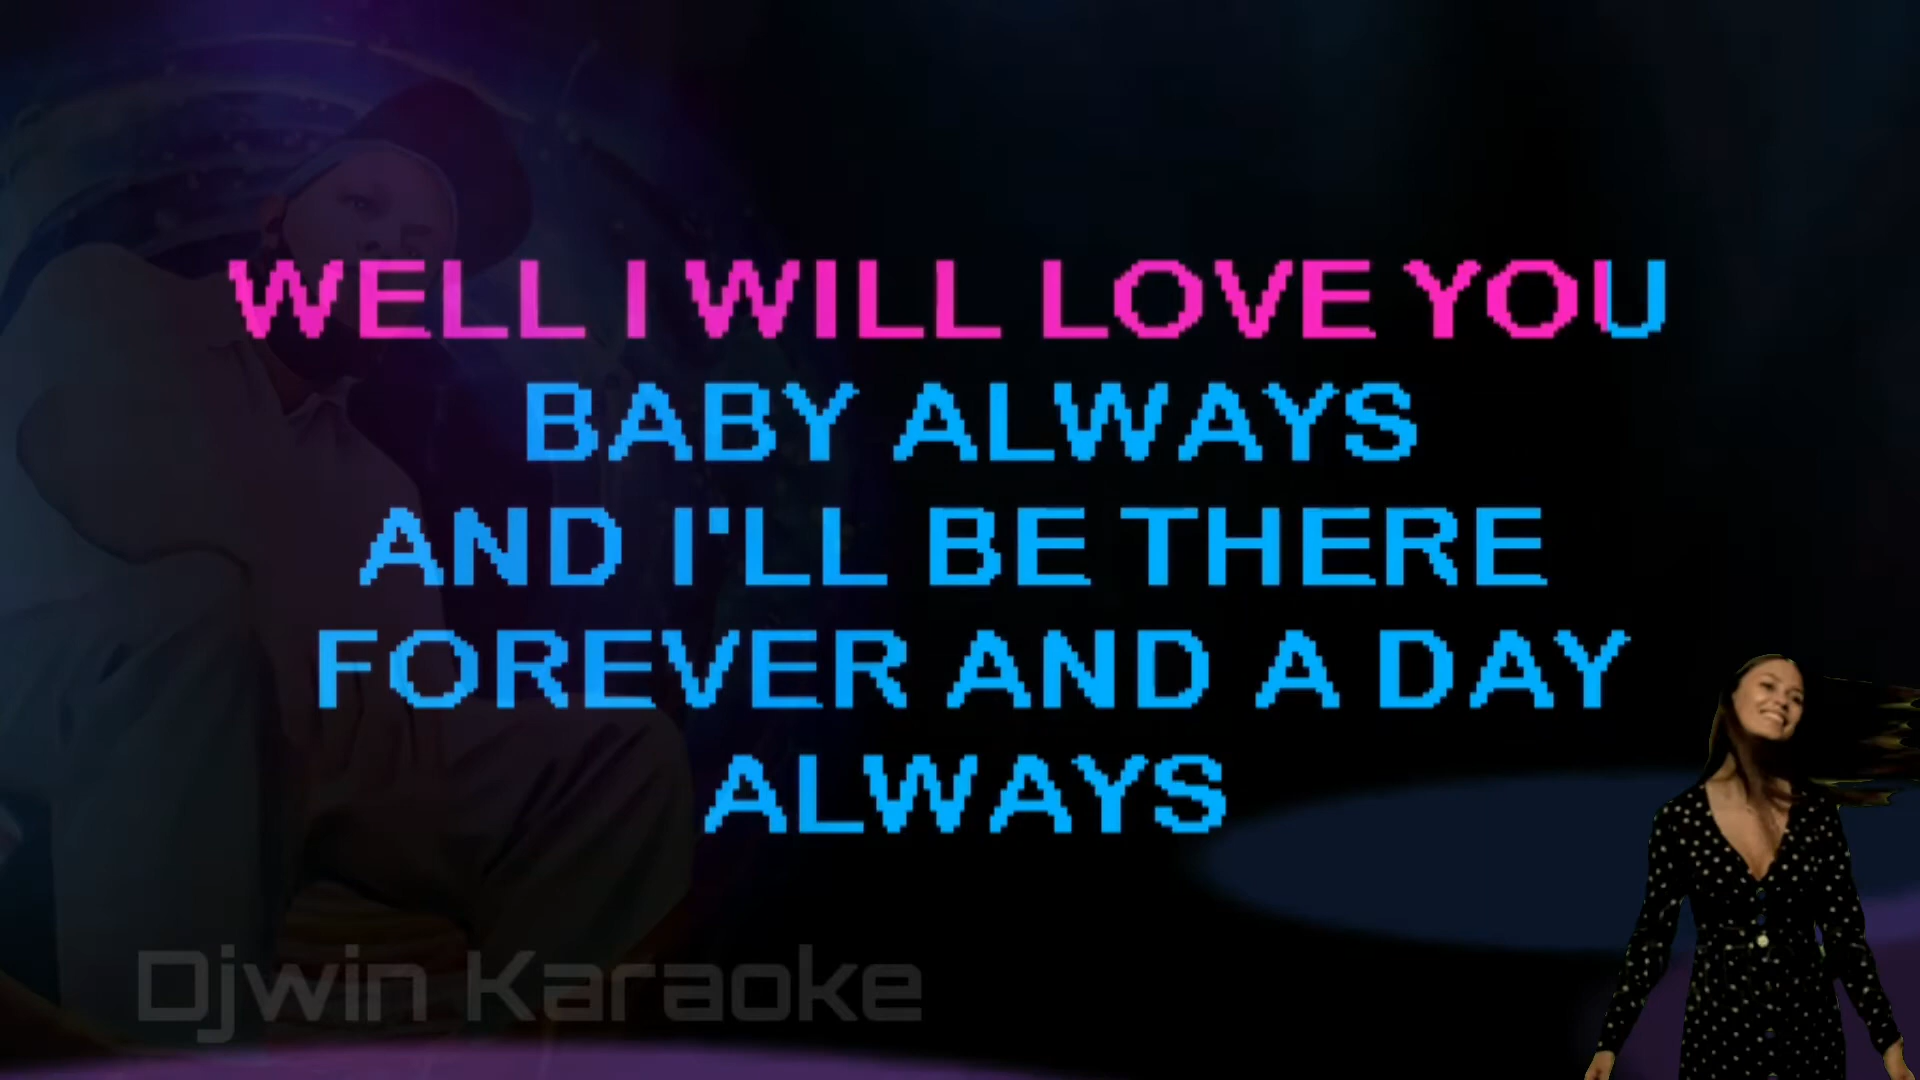 WELL I WILL LOVE YOU
BABY ALWAYS
AND I'LL BE THERE
FOREVER AND A DAY
ALWAYS
Djwin Karaoke